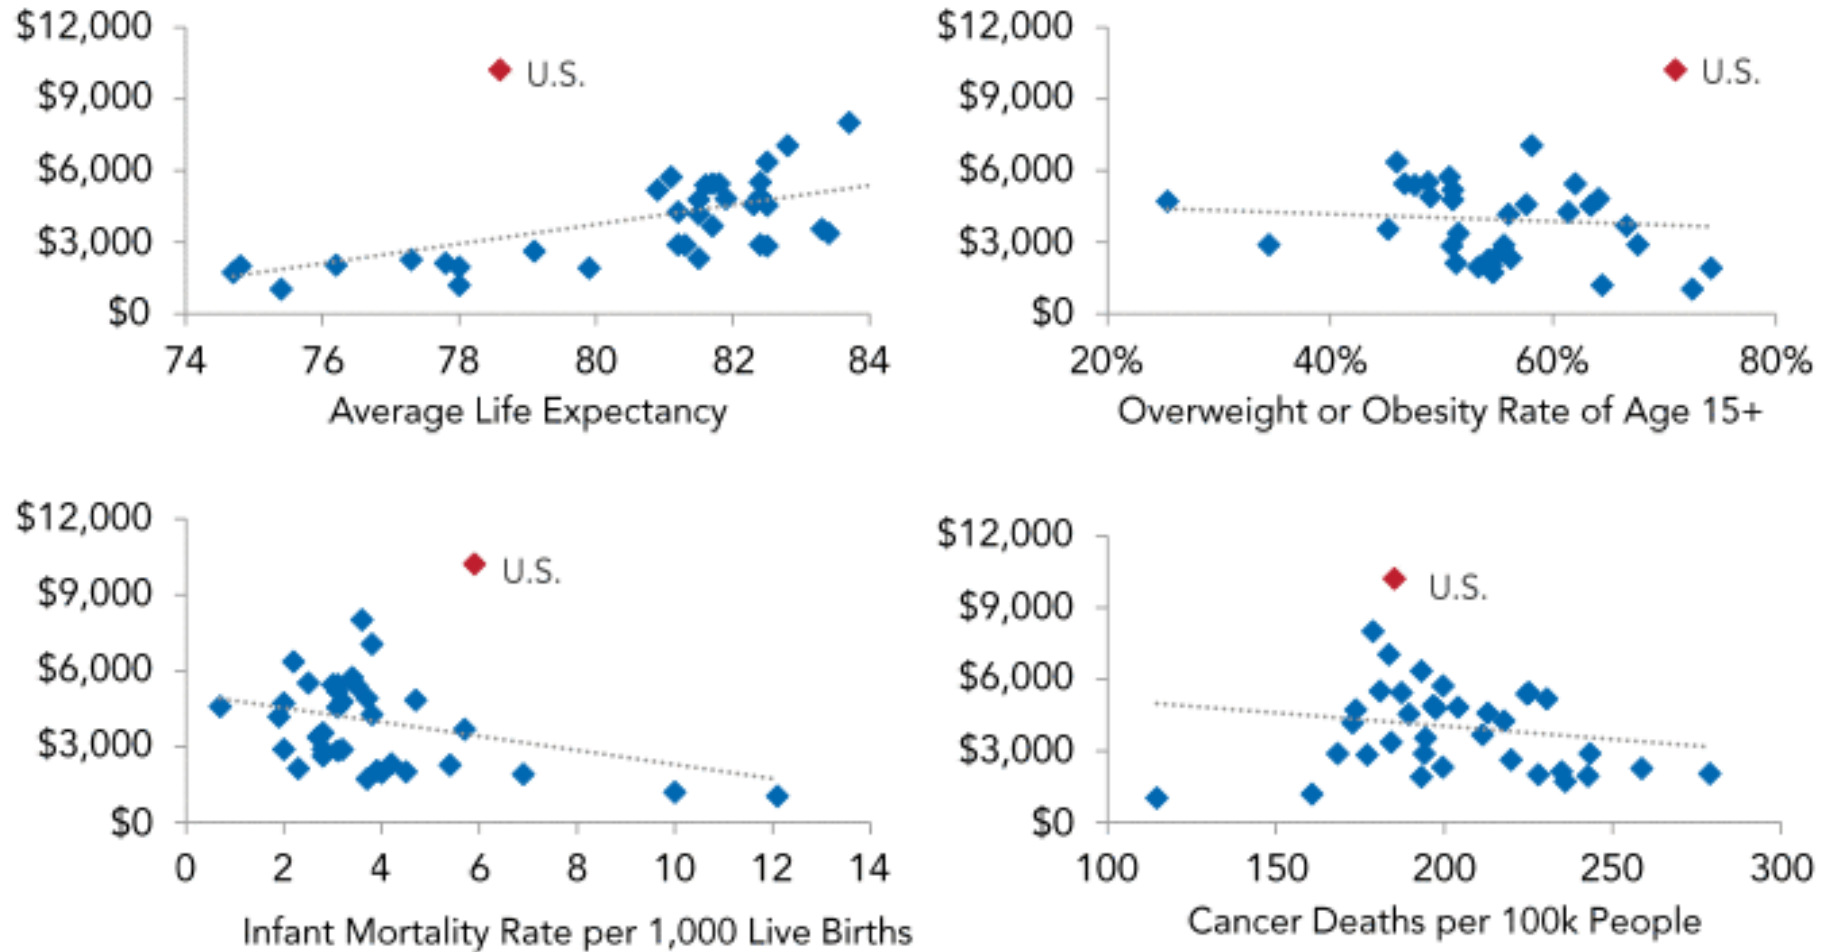 $12,000
$9,000
$6,000
$3,000
$0
U.S.
74 76 78 80 82 84
Average Life Expectancy
$12,000
$9,000
$6,000
$3,000
$0
U.S.
20% 40% 60% 80%
Overweight or Obesity Rate of Age 15+
$12,000
$9,000
$6,000
$3,000
$0
U.S.
0 2 4 6 8 10 12 14
Infant Mortality Rate per 1,000 Live Births
$12,000
$9,000
$6,000
$3,000
$0
U.S.
100 150 200 250 300
Cancer Deaths per 100k People